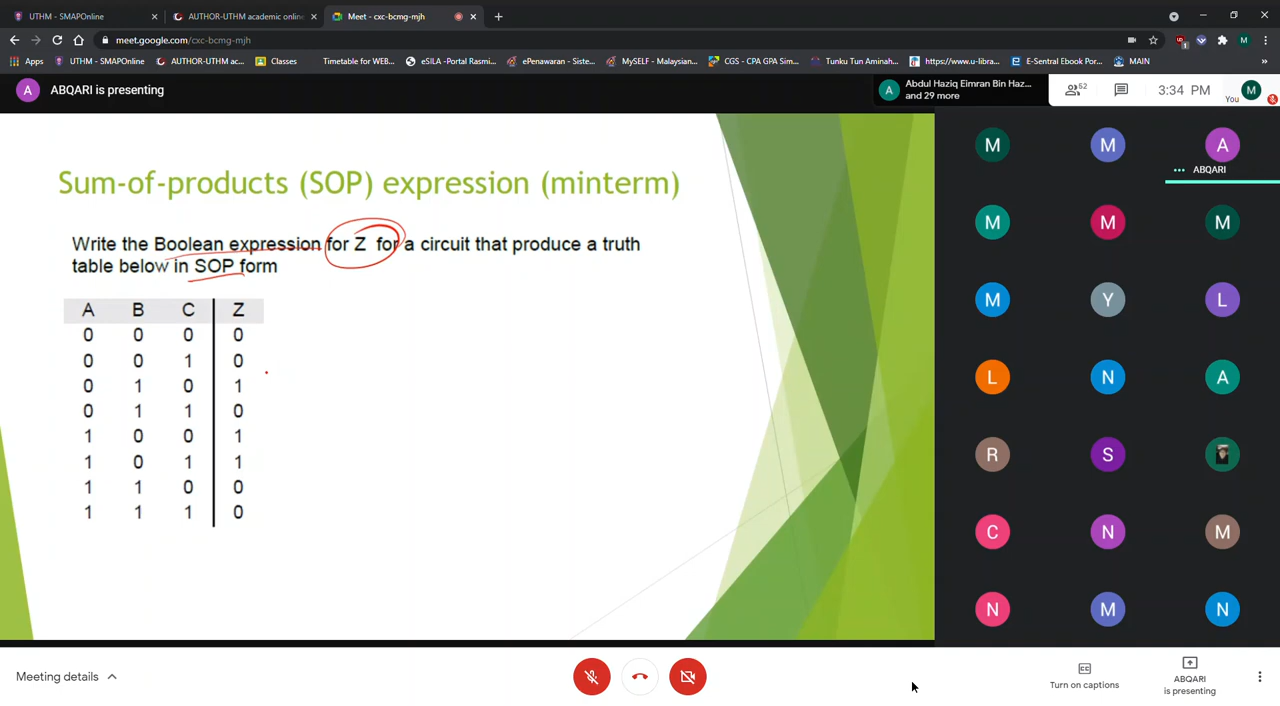 UTHM - SMAPOnline
AUTHOR-UTHM academic online
Meet - cxc-bcmg-mjh
meet.google.com/cxc-bcmg-mjh
M
Apps
UTHM - SMAPOnline
AUTHOR-UTHM ac...
Classes
Timetable for WEB...
eSILA -Portal Rasmi...
ePenawaran - Siste...
MySELF - Malaysian...
CGS - CPA GPA Sim...
Tunku Tun Aminah...
https://www.u-libra...
E-Sentral Ebook Por...
MAIN
A
ABQARI is presenting
A
Abdul Haziq Eimran Bin Haz...
and 29 more
52
3:34 PM
You
M
Sum-of-products (SOP) expression (minterm)
Write the Boolean expression for Z for a circuit that produce a truth
table below in SOP form
A B C Z
0 0 0 0
0 0 1 0
0 1 0 1
0 1 1 0
1 0 0 1
1 0 1 1
1 1 0 0
1 1 1 0
M M A
ABQARI
M M M
M Y L
L N A
R S
C N M
N M N
Meeting details
Turn on captions
ABQARI
is presenting